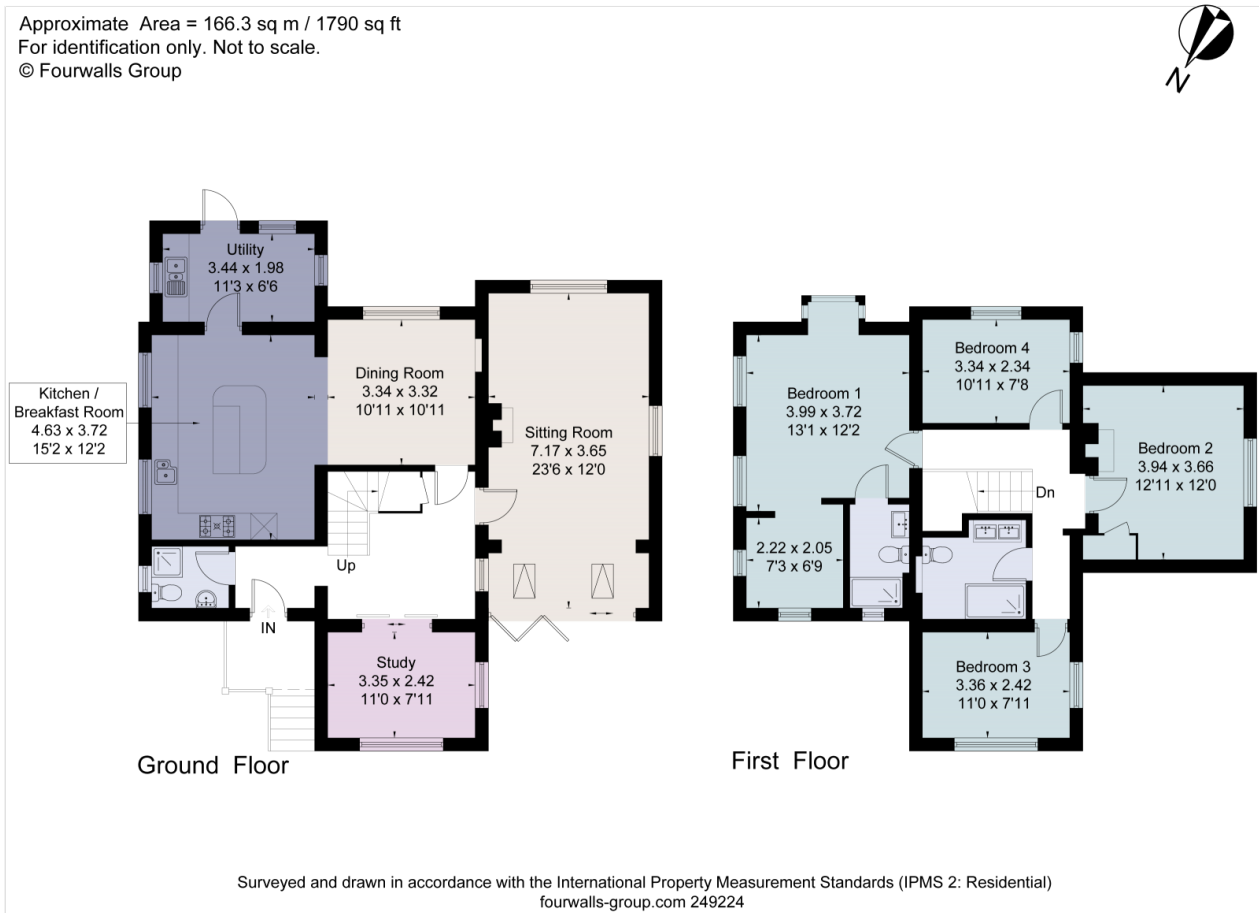 Approximate Area = 166.3 sq m / 1790 sq ft
For identification only. Not to scale.
© Fourwalls Group
N
Utility
3.44 x 1.98
11'3 x 6'6
Kitchen /
Breakfast Room
4.63 x 3.72
15'2 x 12'2
Dining Room
3.34 x 3.32
10'11 x 10'11
Sitting Room
7.17 x 3.65
23'6 x 12'0
Up
IN
Study
3.35 x 2.42
11'0 x 7'11
Ground Floor
Bedroom 1
3.99 x 3.72
13'1 x 12'2
Bedroom 4
3.34 x 2.34
10'11 x 7'8
Bedroom 2
3.94 x 3.66
12'11 x 12'0
Dn
2.22 x 2.05
7'3 x 6'9
Bedroom 3
3.36 x 2.42
11'0 x 7'11
First Floor
Surveyed and drawn in accordance with the International Property Measurement Standards (IPMS 2: Residential)
fourwalls-group.com 249224